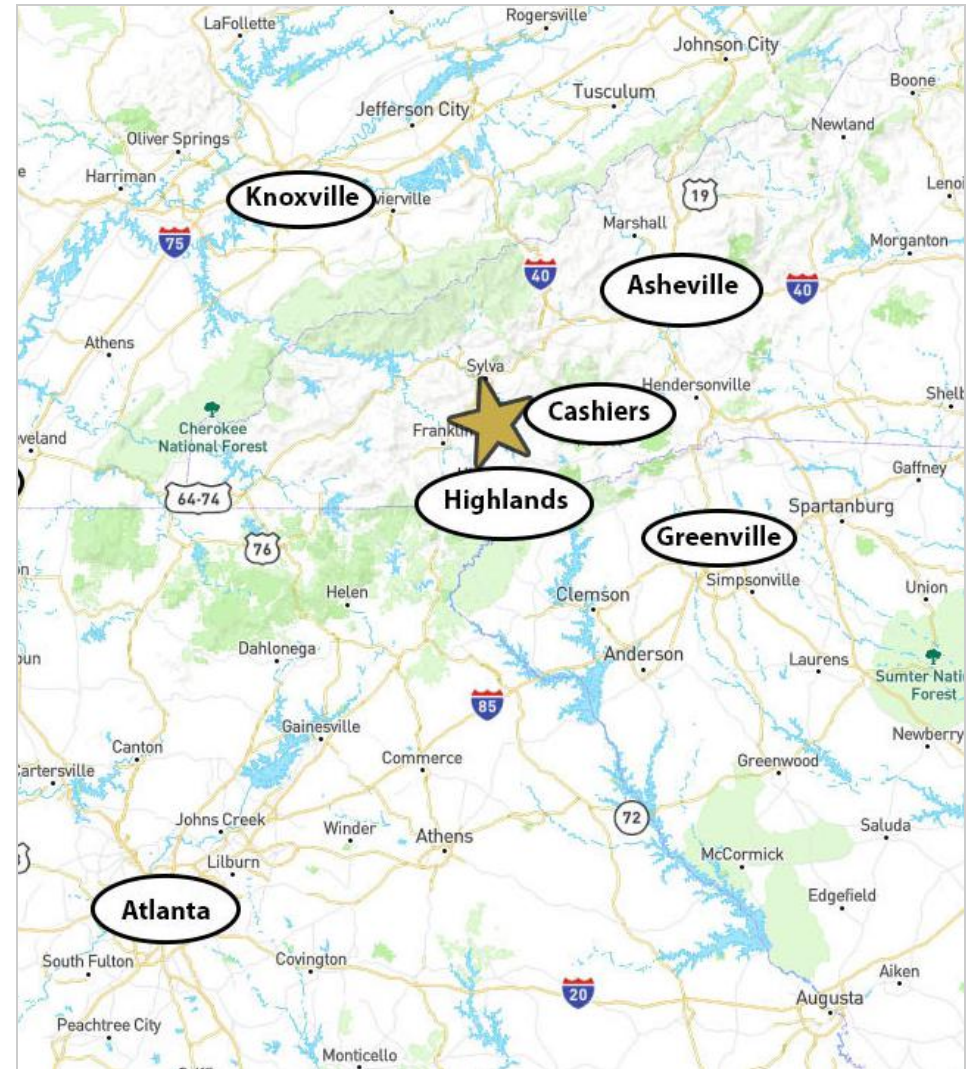 LaFollette
Rogersville
Johnson City
Boone
Tusculum
Jefferson City
Newland
Oliver Springs
Harriman
Knoxville
vierville
19
Lenoi
Marshall
75
Morganton
40
Asheville
40
Athens
Sylva
Hendersonville
Shelb
Cherokee
National Forest
Cashiers
Franklin
veland
Gaffney
64-74
Highlands
Spartanburg
76
Greenville
Simpsonville
Helen
Clemson
Union
Dahlonega
Anderson
Laurens
Sumter Nati
Forest
85
Gainesville
Newberry
Canton
Commerce
Greenwood
Cartersville
Johns Creek
Winder
Athens
72
Saluda
Lilburn
McCormick
Atlanta
Edgefield
South Fulton
Covington
20
Aiken
Augusta
Peachtree City
Monticello